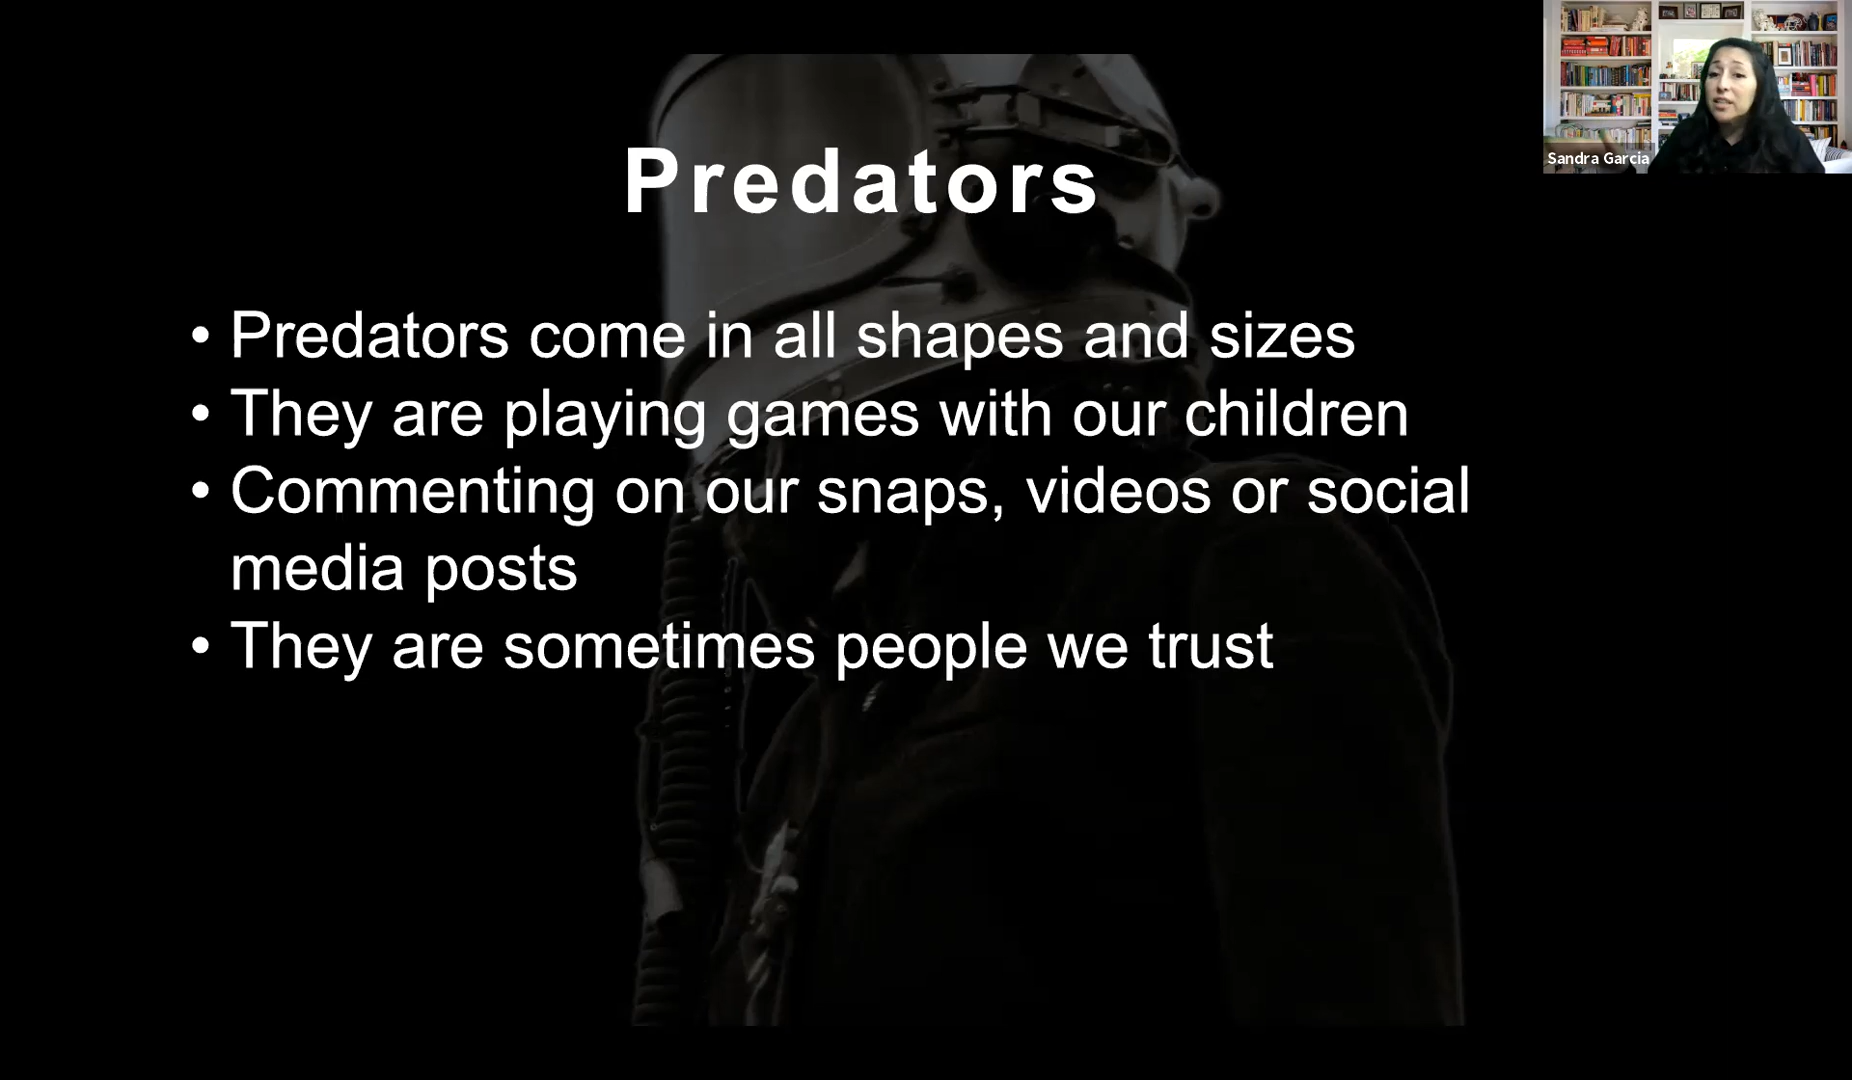 Predators
• Predators come in all shapes and sizes
• They are playing games with our children
• Commenting on our snaps, videos or social
media posts
• They are sometimes people we trust
Sandra Garcia